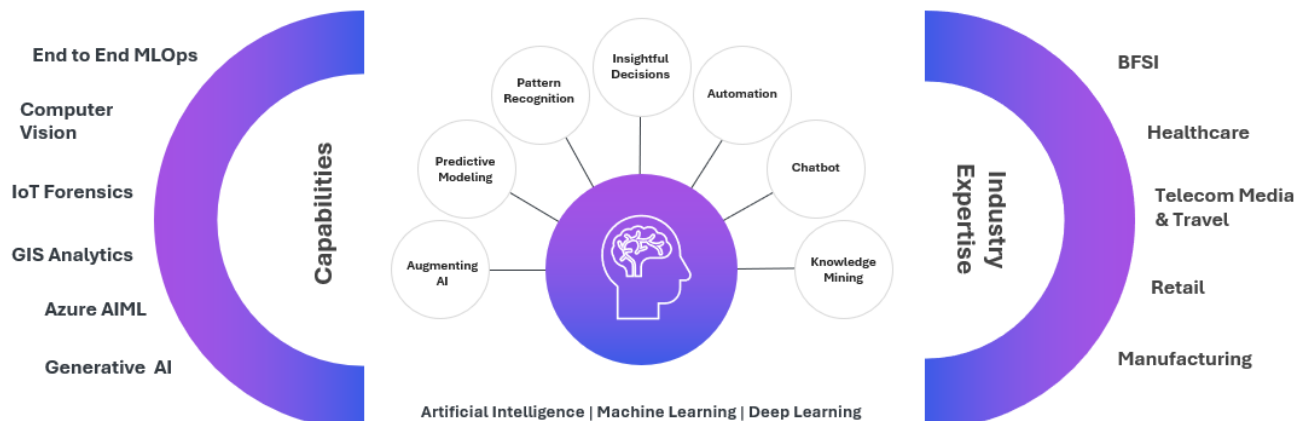 End to End MLOps
Computer
Vision
IoT Forensics
GIS Analytics
Azure AIML
Generative AI
Capabilities
Augmenting
AI
Predictive
Modeling
Pattern
Recognition
Insightful
Decisions
Automation
Chatbot
Knowledge
Mining
Artificial Intelligence | Machine Learning | Deep Learning
Industry
Expertise
BFSI
Healthcare
Telecom Media
& Travel
Retail
Manufacturing